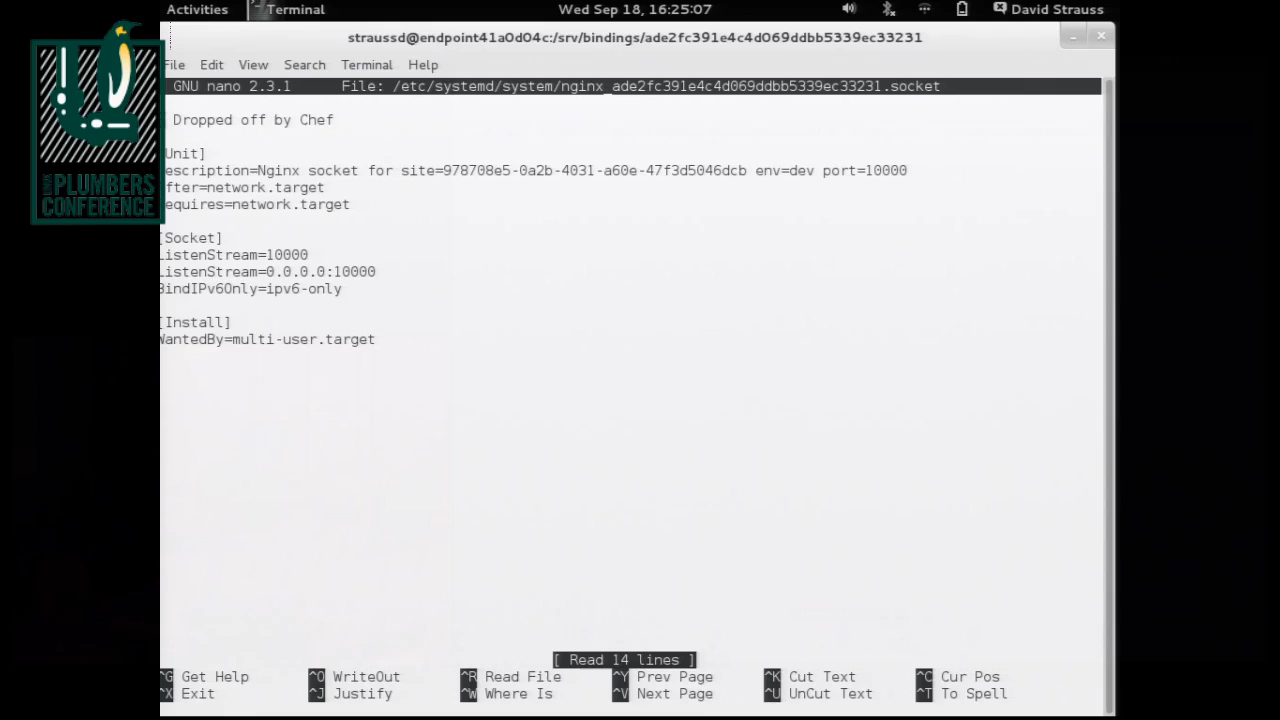 Activities Terminal Wed Sep 18, 16:25:07 David Strauss
straussd@endpoint41a0d04c:/srv/bindings/ade2fc391e4c4d069ddbb5339ec33231
File Edit View Search Terminal Help
GNU nano 2.3.1 File: /etc/systemd/system/nginx_ade2fc391e4c4d069ddbb5339ec33231.socket
Dropped off by Chef
Unit]
escription=Nginx socket for site=978708e5-0a2b-4031-a60e-47f3d5046dcb env=dev port=10000
fter=network.target
equires=network.target
[Socket]
ListenStream=10000
ListenStream=0.0.0.0:10000
BindIPv6Only=ipv6-only
[Install]
WantedBy=multi-user.target
[ Read 14 lines ]
^G Get Help ^O WriteOut ^R Read File ^Y Prev Page ^K Cut Text ^C Cur Pos
^X Exit ^J Justify ^W Where Is ^V Next Page ^U UnCut Text ^T To Spell
LINUX
PLUMBERS
CONFERENCE